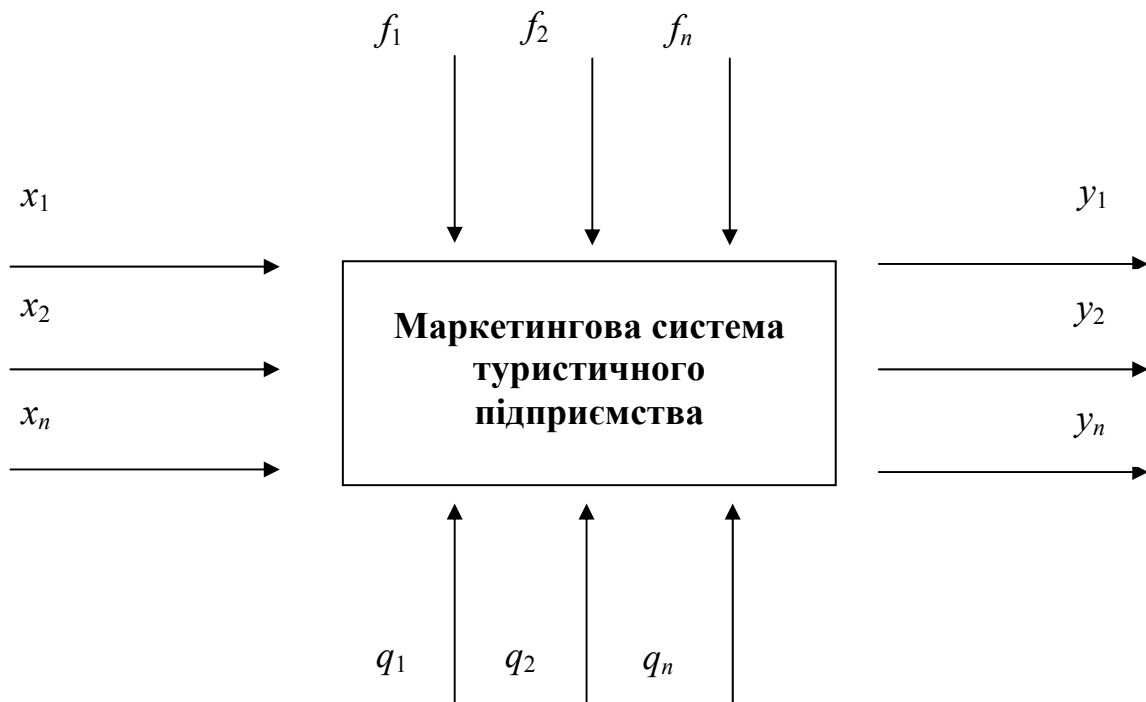 f1 f2 fn
x1 y1
x2 y2
Маркетингова система
туристичного
підприємства
xn yn
q1 q2 qn